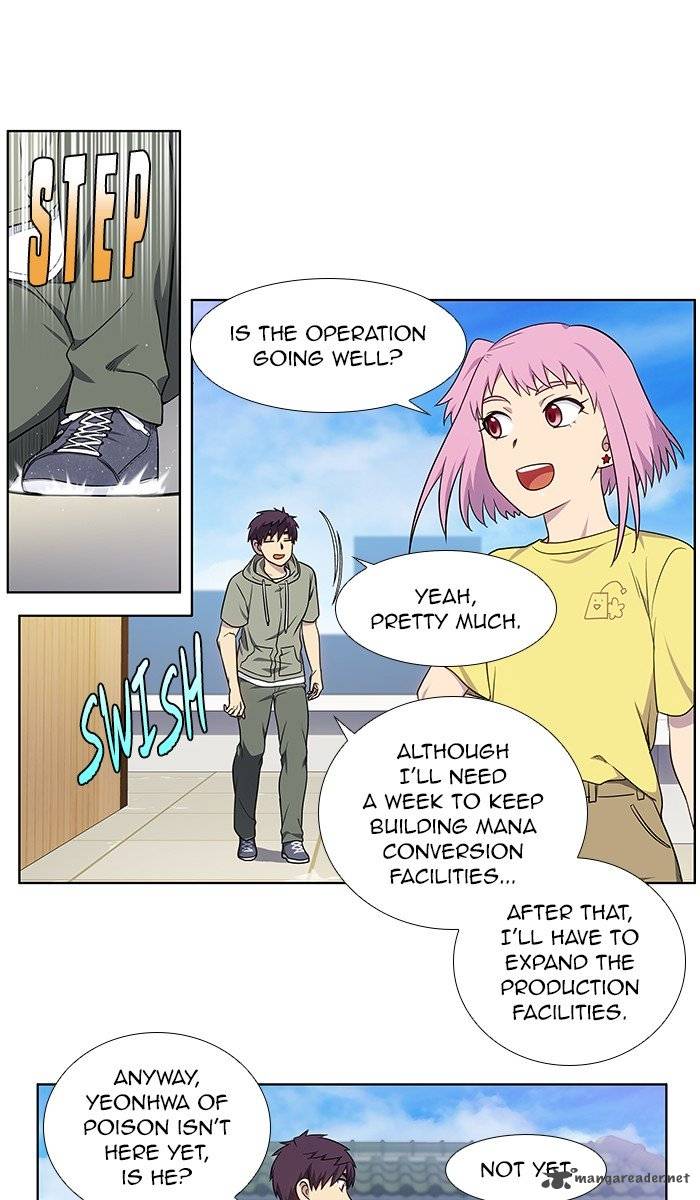 STEP
IS THE OPERATION
GOING WELL?
YEAH,
PRETTY MUCH.
SWISH
ALTHOUGH
I'LL NEED
A WEEK TO KEEP
BUILDING MANA
CONVERSION
FACILITIES...
AFTER THAT,
I'LL HAVE TO
EXPAND THE
PRODUCTION
FACILITIES.
ANYWAY,
YEONHWA OF
POISON ISN'T
HERE YET,
IS HE?
NOT YET.
mangareader.net